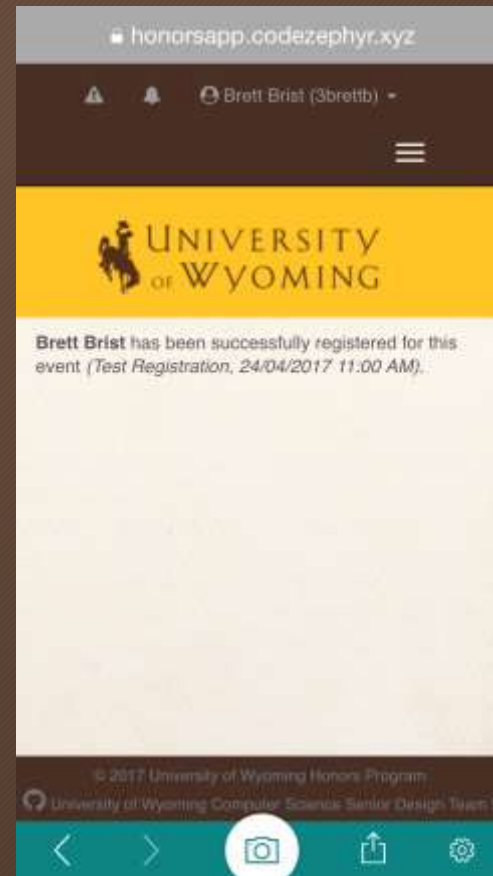 honorsapp.codezephyr.xyz
Brett Brist (3brettb)
UNIVERSITY
OF WYOMING
Brett Brist has been successfully registered for this
event (Test Registration, 24/04/2017 11:00 AM).
© 2017 University of Wyoming Honors Program
University of Wyoming Computer Science Senior Design Team